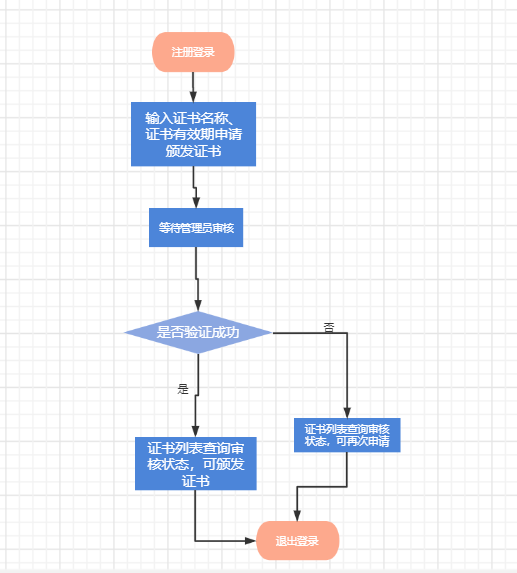 注册登录
输入证书名称、
证书有效期申请
颁发证书
等待管理员审核
是否验证成功
否
是
证书列表查询审核
状态，可再次申请
证书列表查询审
核状态，可颁发
证书
退出登录